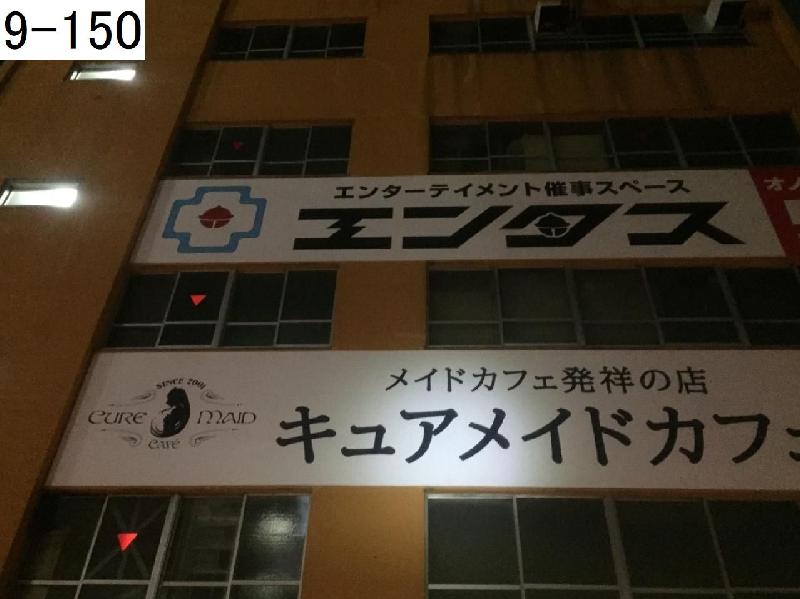 9-150
エンターテイメント催事スペース
エンタス
SINCE 2001
CURE MAID
CAFÉ
メイドカフェ発祥の店
キュアメイドカフェ